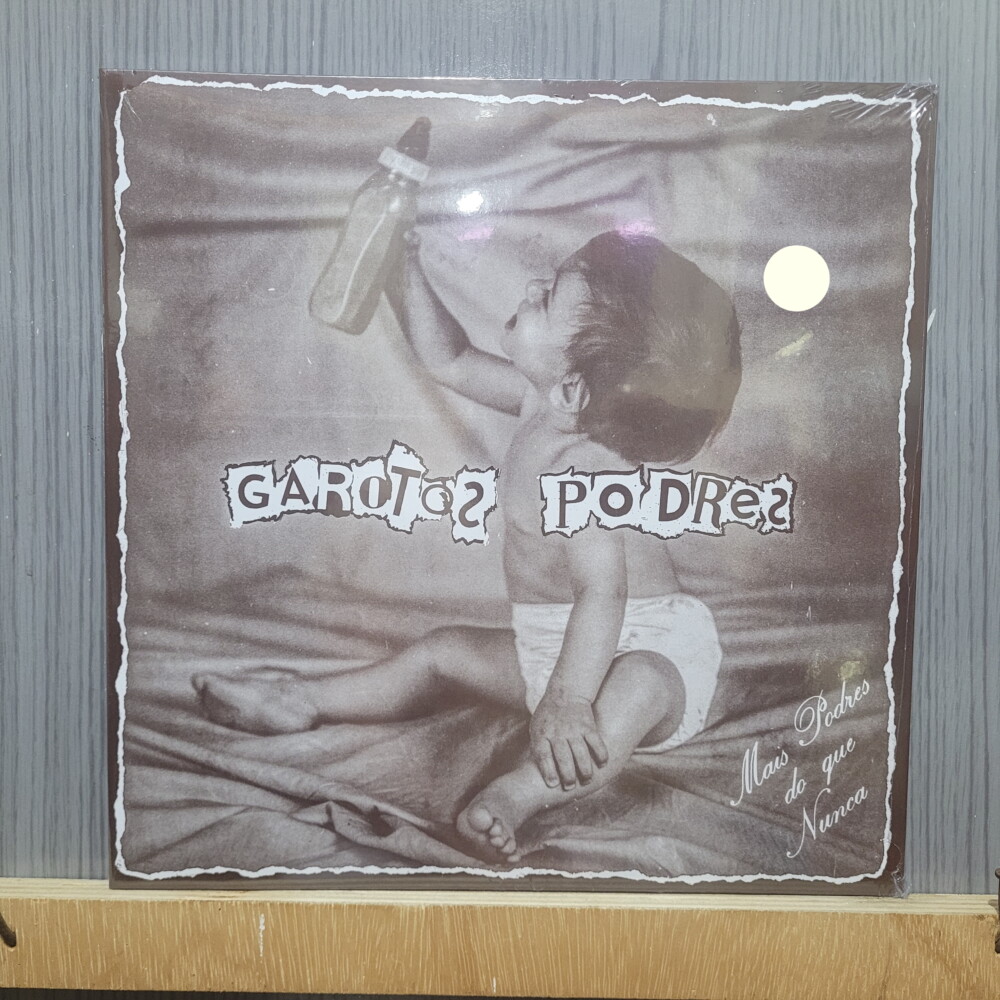 GAROTOS PODRES
Mais Podres
do que
Nunca